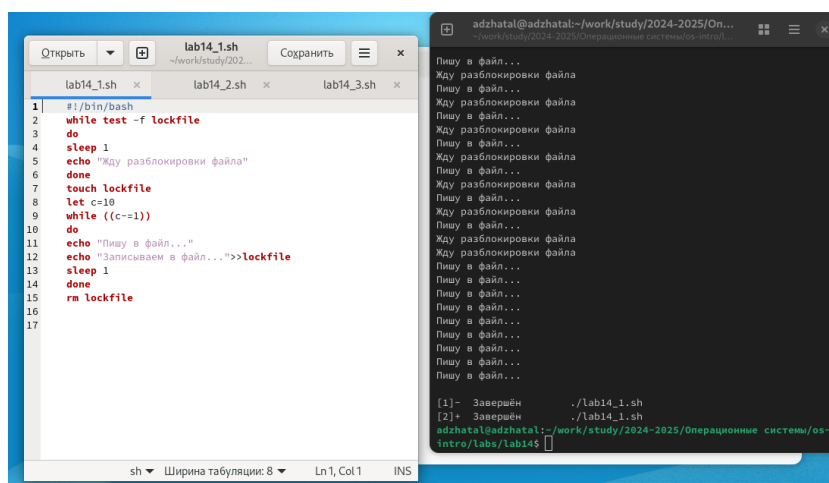 Открыть
lab14_1.sh
~/work/study/202...
Сохранить
lab14_1.sh
lab14_2.sh
lab14_3.sh
1 #!/bin/bash
2 while test -f lockfile
3 do
4 sleep 1
5 echo "Жду разблокировки файла"
6 done
7 touch lockfile
8 let c=10
9 while ((c-=1))
10 do
11 echo "Пишу в файл..."
12 echo "Записываем в файл...">>lockfile
13 sleep 1
14 done
15 rm lockfile
16
17
sh
Ширина табуляции: 8
Ln 1, Col 1
INS
adzhatal@adzhatal:~/work/study/2024-2025/Оп...
~/work/study/2024-2025/Операционные системы/os-intro/l...
Пишу в файл...
Жду разблокировки файла
Пишу в файл...
Жду разблокировки файла
Пишу в файл...
Жду разблокировки файла
Пишу в файл...
Жду разблокировки файла
Пишу в файл...
Жду разблокировки файла
Пишу в файл...
Жду разблокировки файла
Пишу в файл...
Жду разблокировки файла
Жду разблокировки файла
Пишу в файл...
Пишу в файл...
Пишу в файл...
Пишу в файл...
Пишу в файл...
Пишу в файл...
Пишу в файл...
Пишу в файл...
Пишу в файл...
[1]- Завершён ./lab14_1.sh
[2]+ Завершён ./lab14_1.sh
adzhatal@adzhatal:~/work/study/2024-2025/Операционные системы/os-
intro/labs/lab14$